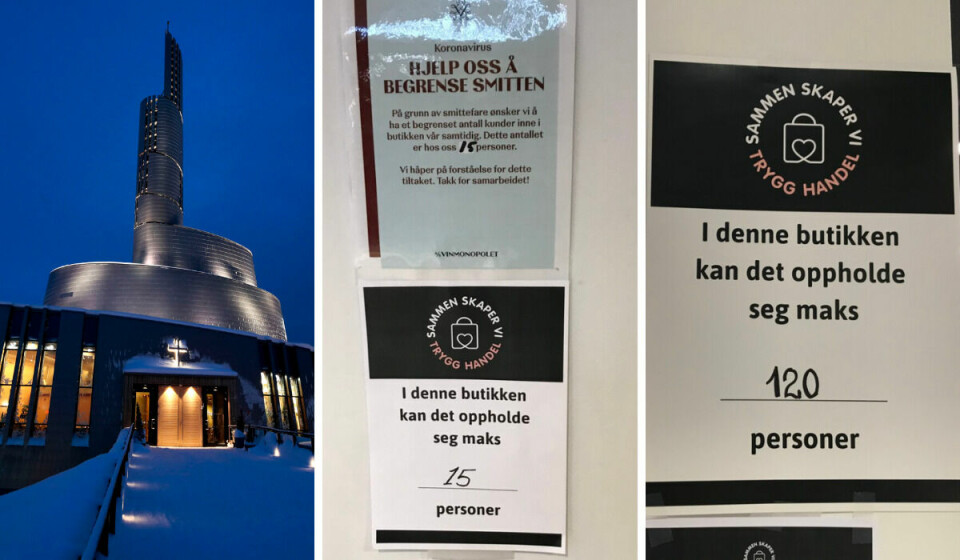 Koronavirus
HJELP OSS Å
BEGRENSE SMITTEN
På grunn av smittefare ønsker vi å
ha et begrenset antall kunder inne i
butikken vår samtidig. Dette antallet
er hos oss 15 personer.
Vi håper på forståelse for dette
tiltaket. Takk for samarbeidet!
VINMONOPOLET
SAMMEN SKAPER VI
TRYGG HANDEL
I denne butikken
kan det oppholde
seg maks
15
personer
SAMMEN SKAPER VI
TRYGG HANDEL
I denne butikken
kan det oppholde
seg maks
120
personer